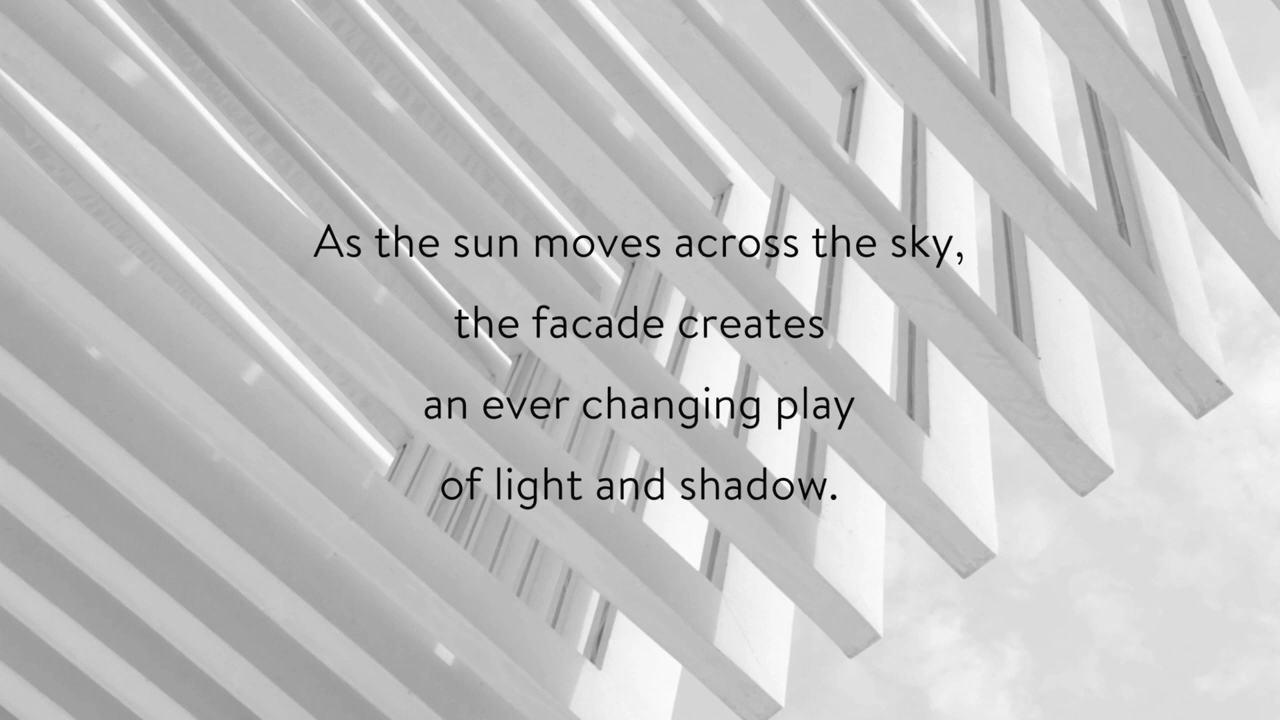 As the sun moves across the sky,
the facade creates
an ever changing play
of light and shadow.